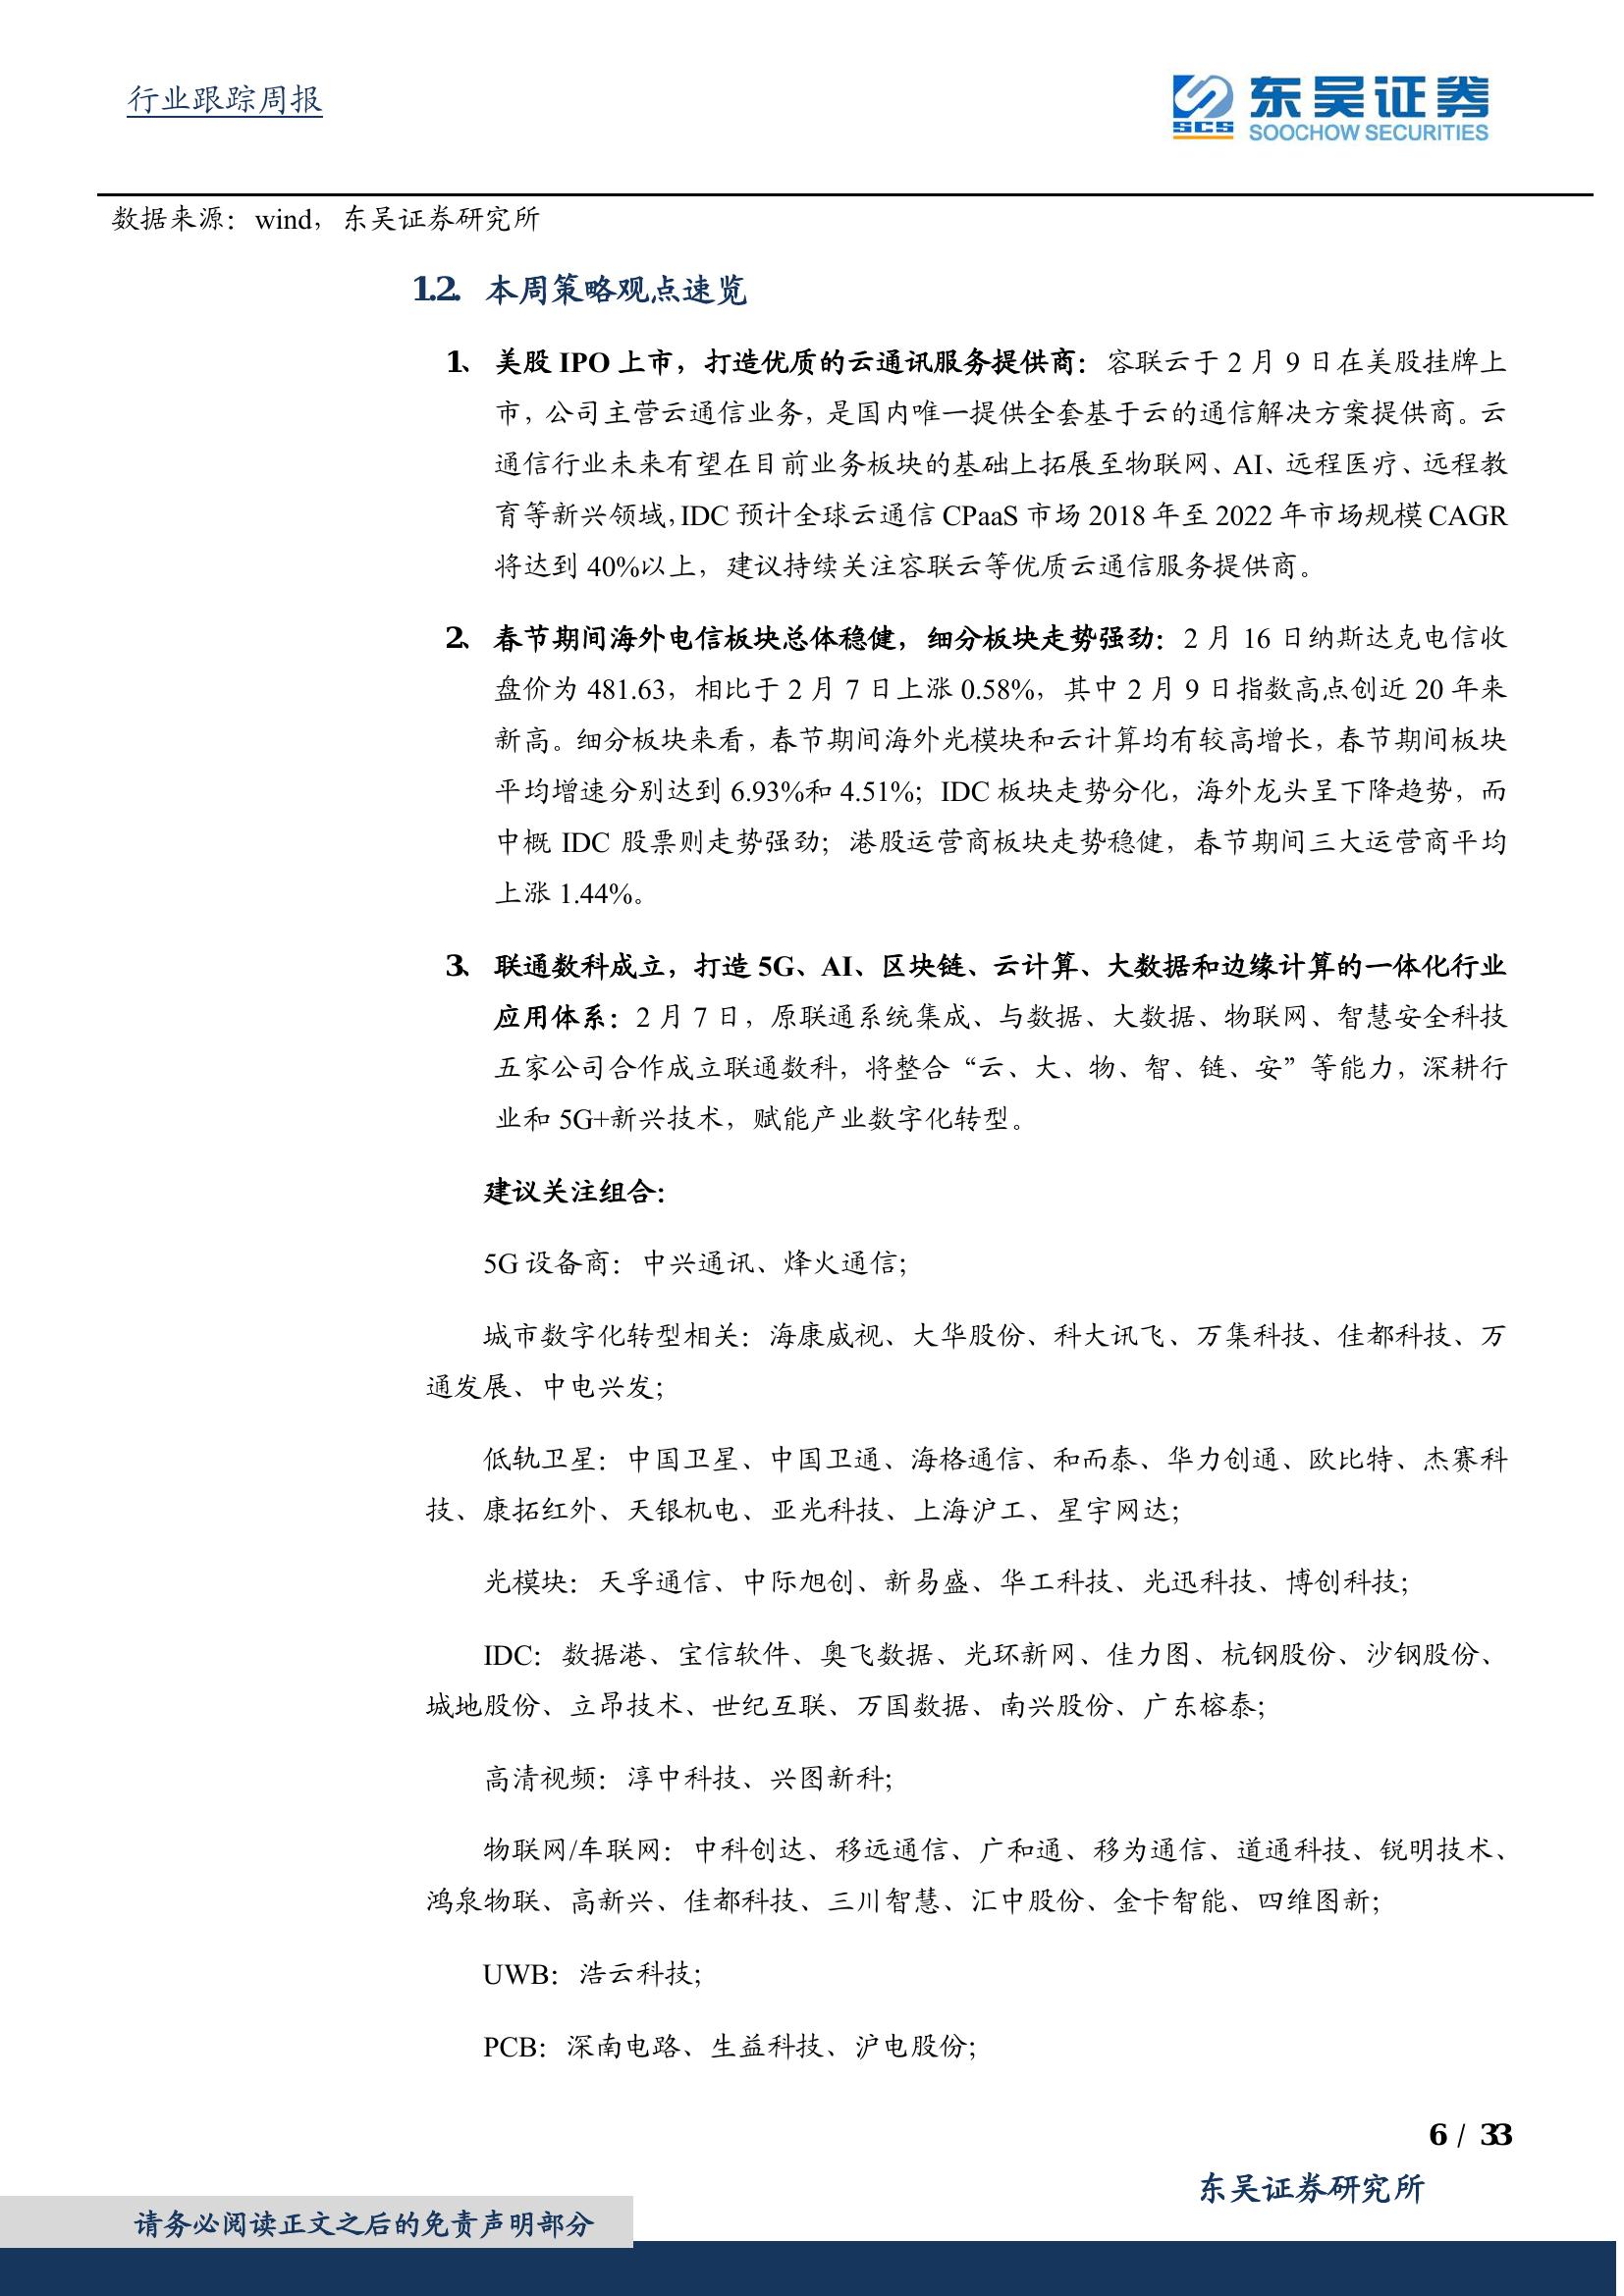 行业跟踪周报
东吴证券
SCS
SOOCHOW SECURITIES
数据来源：wind，东吴证券研究所
1.2. 本周策略观点速览
1、 美股 IPO 上市，打造优质的云通讯服务提供商：容联云于 2 月 9 日在美股挂牌上
市，公司主营云通信业务，是国内唯一提供全套基于云的通信解决方案提供商。云
通信行业未来有望在目前业务板块的基础上拓展至物联网、AI、远程医疗、远程教
育等新兴领域，IDC 预计全球云通信 CPaaS 市场 2018 年至 2022 年市场规模 CAGR
将达到 40%以上，建议持续关注容联云等优质云通信服务提供商。
2、 春节期间海外电信板块总体稳健，细分板块走势强劲：2 月 16 日纳斯达克电信收
盘价为 481.63，相比于 2 月 7 日上涨 0.58%，其中 2 月 9 日指数高点创近 20 年来
新高。细分板块来看，春节期间海外光模块和云计算均有较高增长，春节期间板块
平均增速分别达到 6.93%和 4.51%；IDC 板块走势分化，海外龙头呈下降趋势，而
中概 IDC 股票则走势强劲；港股运营商板块走势稳健，春节期间三大运营商平均
上涨 1.44%。
3、 联通数科成立，打造 5G、AI、区块链、云计算、大数据和边缘计算的一体化行业
应用体系：2 月 7 日，原联通系统集成、与数据、大数据、物联网、智慧安全科技
五家公司合作成立联通数科，将整合“云、大、物、智、链、安”等能力，深耕行
业和 5G+新兴技术，赋能产业数字化转型。
建议关注组合：
5G 设备商：中兴通讯、烽火通信；
城市数字化转型相关：海康威视、大华股份、科大讯飞、万集科技、佳都科技、万
通发展、中电兴发；
低轨卫星：中国卫星、中国卫通、海格通信、和而泰、华力创通、欧比特、杰赛科
技、康拓红外、天银机电、亚光科技、上海沪工、星宇网达；
光模块：天孚通信、中际旭创、新易盛、华工科技、光迅科技、博创科技；
IDC：数据港、宝信软件、奥飞数据、光环新网、佳力图、杭钢股份、沙钢股份、
城地股份、立昂技术、世纪互联、万国数据、南兴股份、广东榕泰；
高清视频：淳中科技、兴图新科；
物联网/车联网：中科创达、移远通信、广和通、移为通信、道通科技、锐明技术、
鸿泉物联、高新兴、佳都科技、三川智慧、汇中股份、金卡智能、四维图新；
UWB：浩云科技；
PCB：深南电路、生益科技、沪电股份；
6 / 33
东吴证券研究所
请务必阅读正文之后的免责声明部分